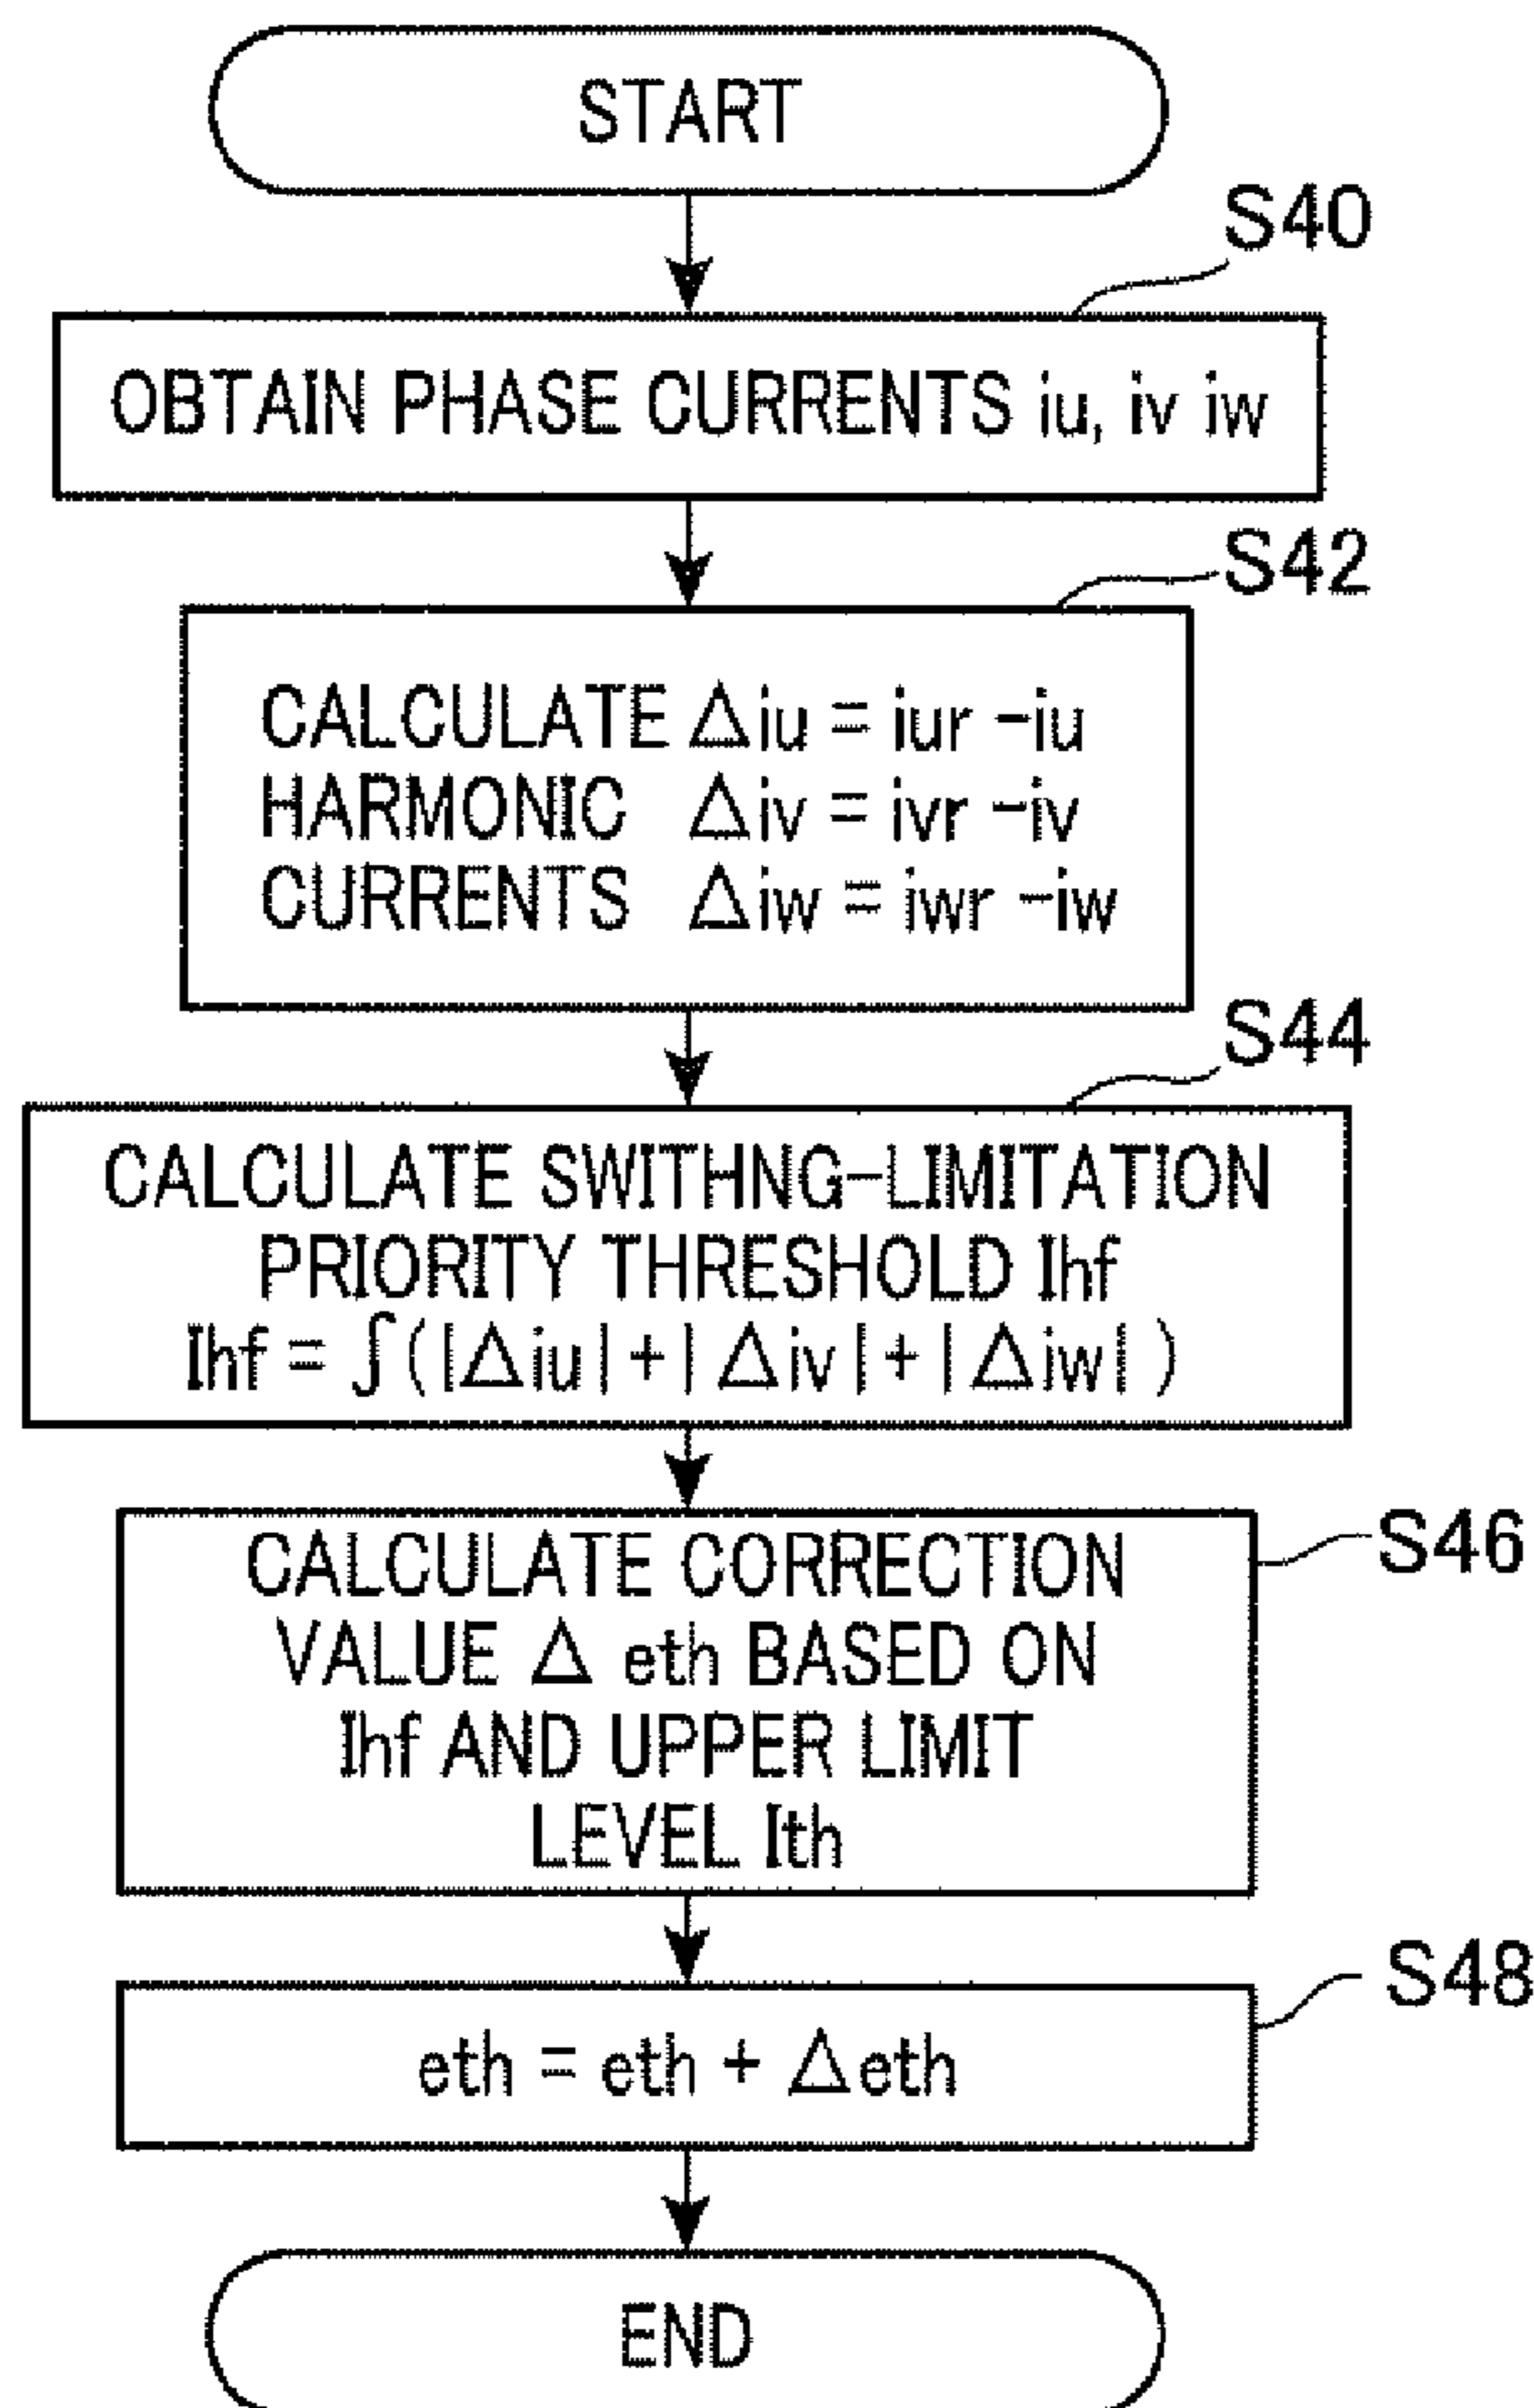 START
S40
OBTAIN PHASE CURRENTS iu, iv iw
S42
CALCULATE Δiu = iur -iu
HARMONIC Δiv = ivr -iv
CURRENTS Δiw = iwr -iw
S44
CALCULATE SWITHNG-LIMITATION
PRIORITY THRESHOLD Ihf
Ihf = ∫(|Δiu|+|Δiv|+|Δiw|)
S46
CALCULATE CORRECTION
VALUE Δ eth BASED ON
Ihf AND UPPER LIMIT
LEVEL Ith
S48
eth = eth + Δeth
END